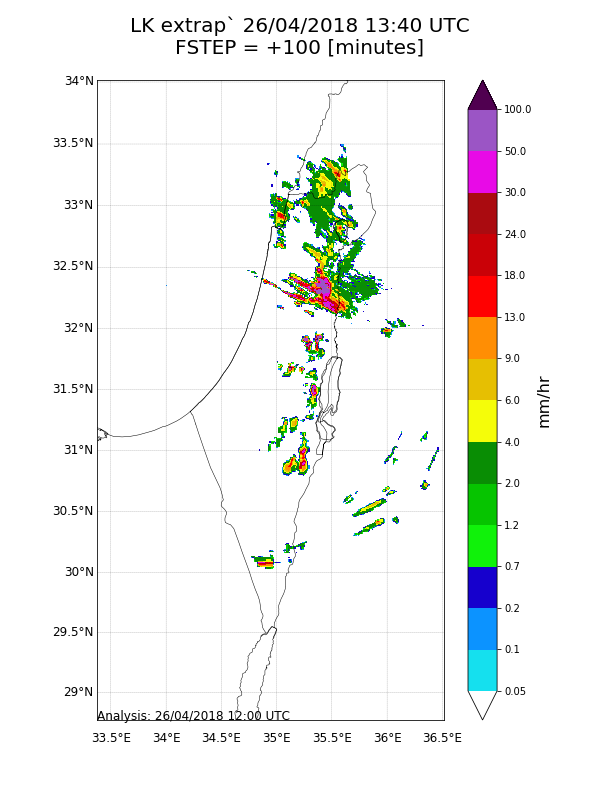 LK extrap` 26/04/2018 13:40 UTC
FSTEP = +100 [minutes]
34°N
33.5°N
33°N
32.5°N
32°N
31.5°N
31°N
30.5°N
30°N
29.5°N
29°N
Analysis: 26/04/2018 12:00 UTC
33.5°E 34°E 34.5°E 35°E 35.5°E 36°E 36.5°E
100.0
50.0
30.0
24.0
18.0
13.0
9.0
6.0
4.0
2.0
1.2
0.7
0.2
0.1
0.05
mm/hr